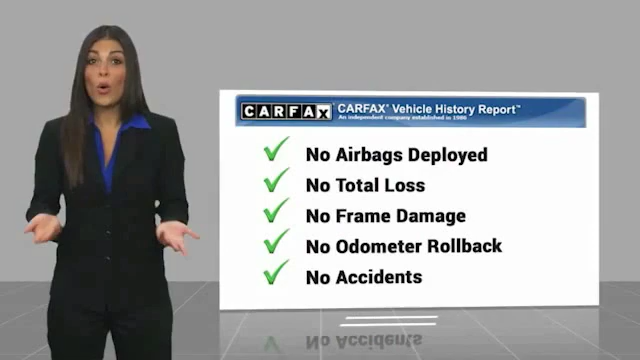 CARFAX CARFAX® Vehicle History Report™
An independent company established in 1986
No Airbags Deployed
No Total Loss
No Frame Damage
No Odometer Rollback
No Accidents